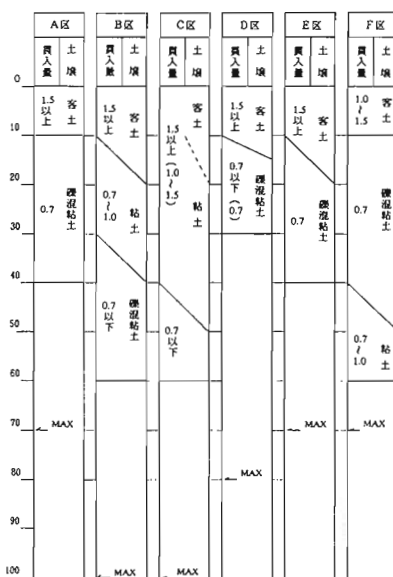 A区 B区 C区 D区 E区 F区
貫入量 土壌 貫入量 土壌 貫入量 土壌 貫入量 土壌 貫入量 土壌 貫入量 土壌
0
10
20
30
40
50
60
70
80
90
100
1.5以上 客土
0.7 礫混粘土
MAX
1.5以上 客土
0.7~1.0 粘土
0.7以下 礫混粘土
MAX
1.5以上(1.0~1.5) 客土
粘土
0.7以下
MAX
1.5以上 客土
0.7以下(0.7) 礫混粘土
MAX
1.5以上 客土
0.7 礫混粘土
MAX
1.0~1.5 客土
0.7 礫混粘土
0.7~1.0 粘土
MAX